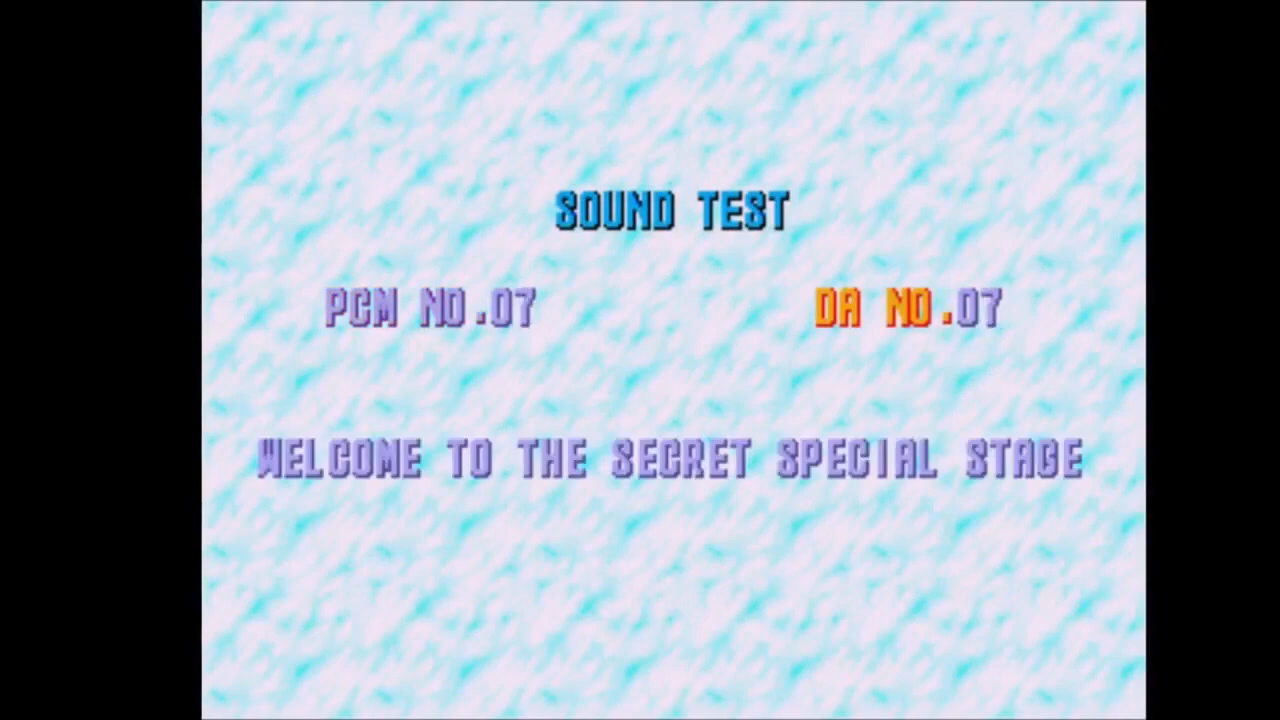 SOUND TEST
PCM NO.07 DA NO.07
WELCOME TO THE SECRET SPECIAL STAGE